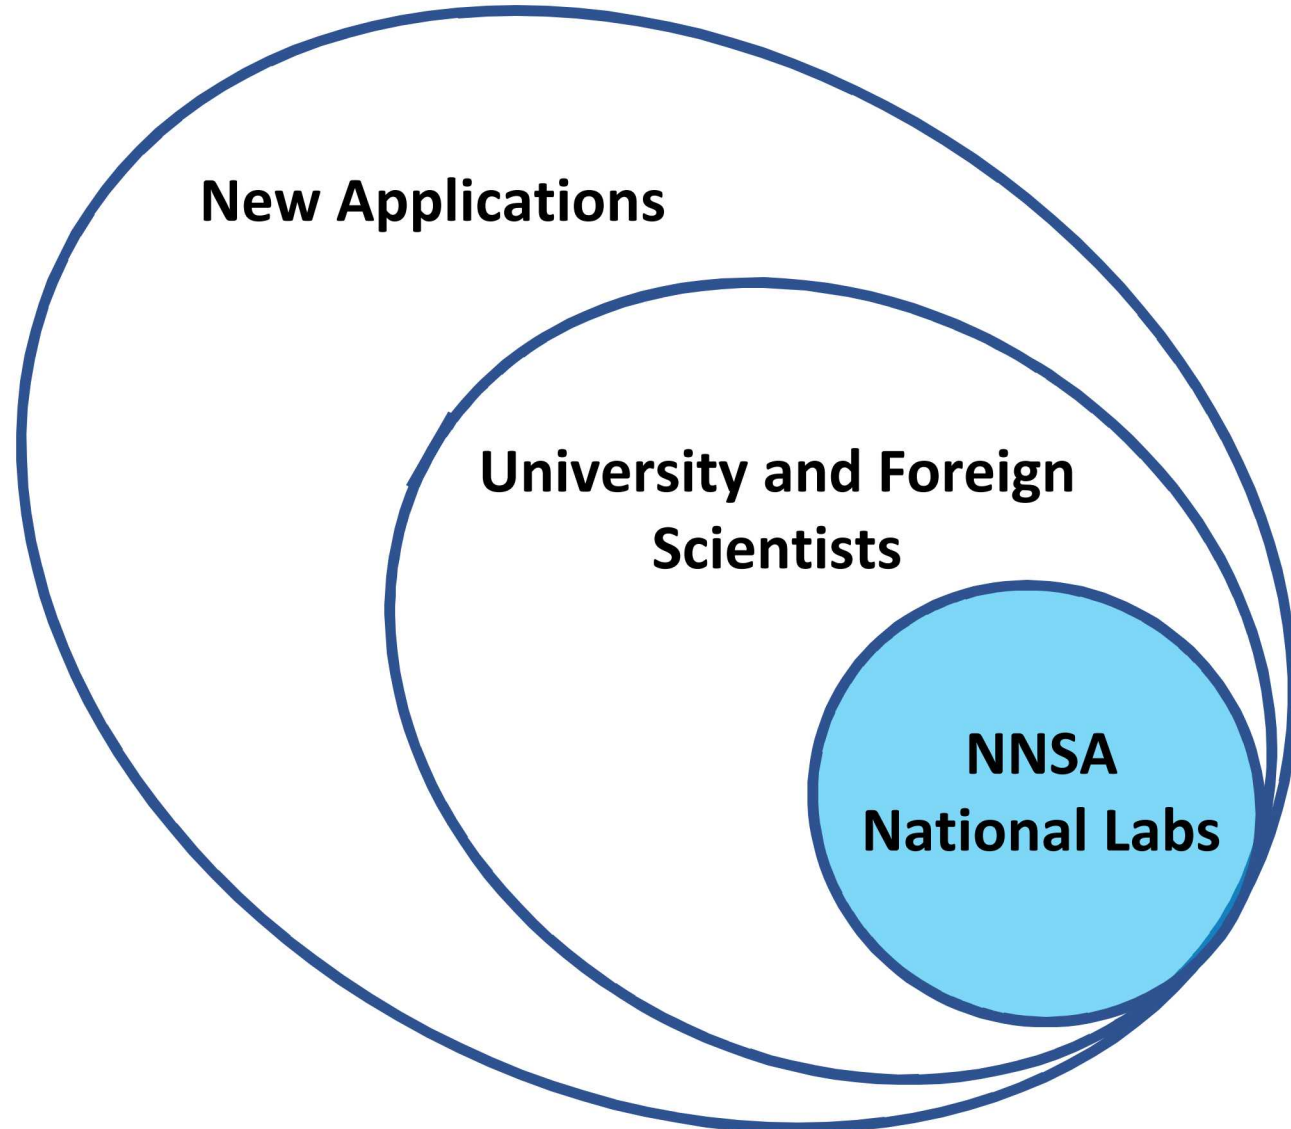 New Applications
University and Foreign
Scientists
NNSA
National Labs